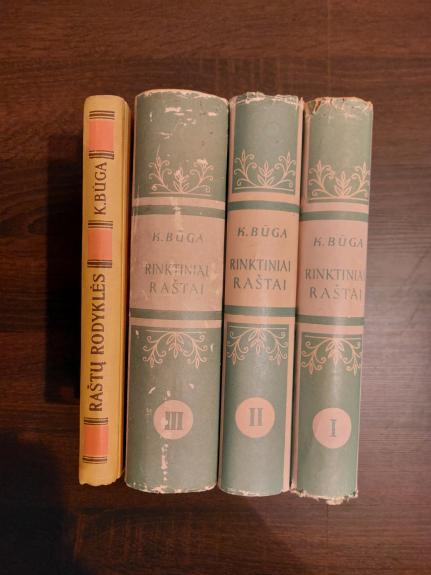 RAŠTŲ RODYKLĖS K.BŪGA
K.BŪGA
RINKTINIAI
RAŠTAI
III
K.BŪGA
RINKTINIAI
RAŠTAI
II
K.BŪGA
RINKTINIAI
RAŠTAI
I